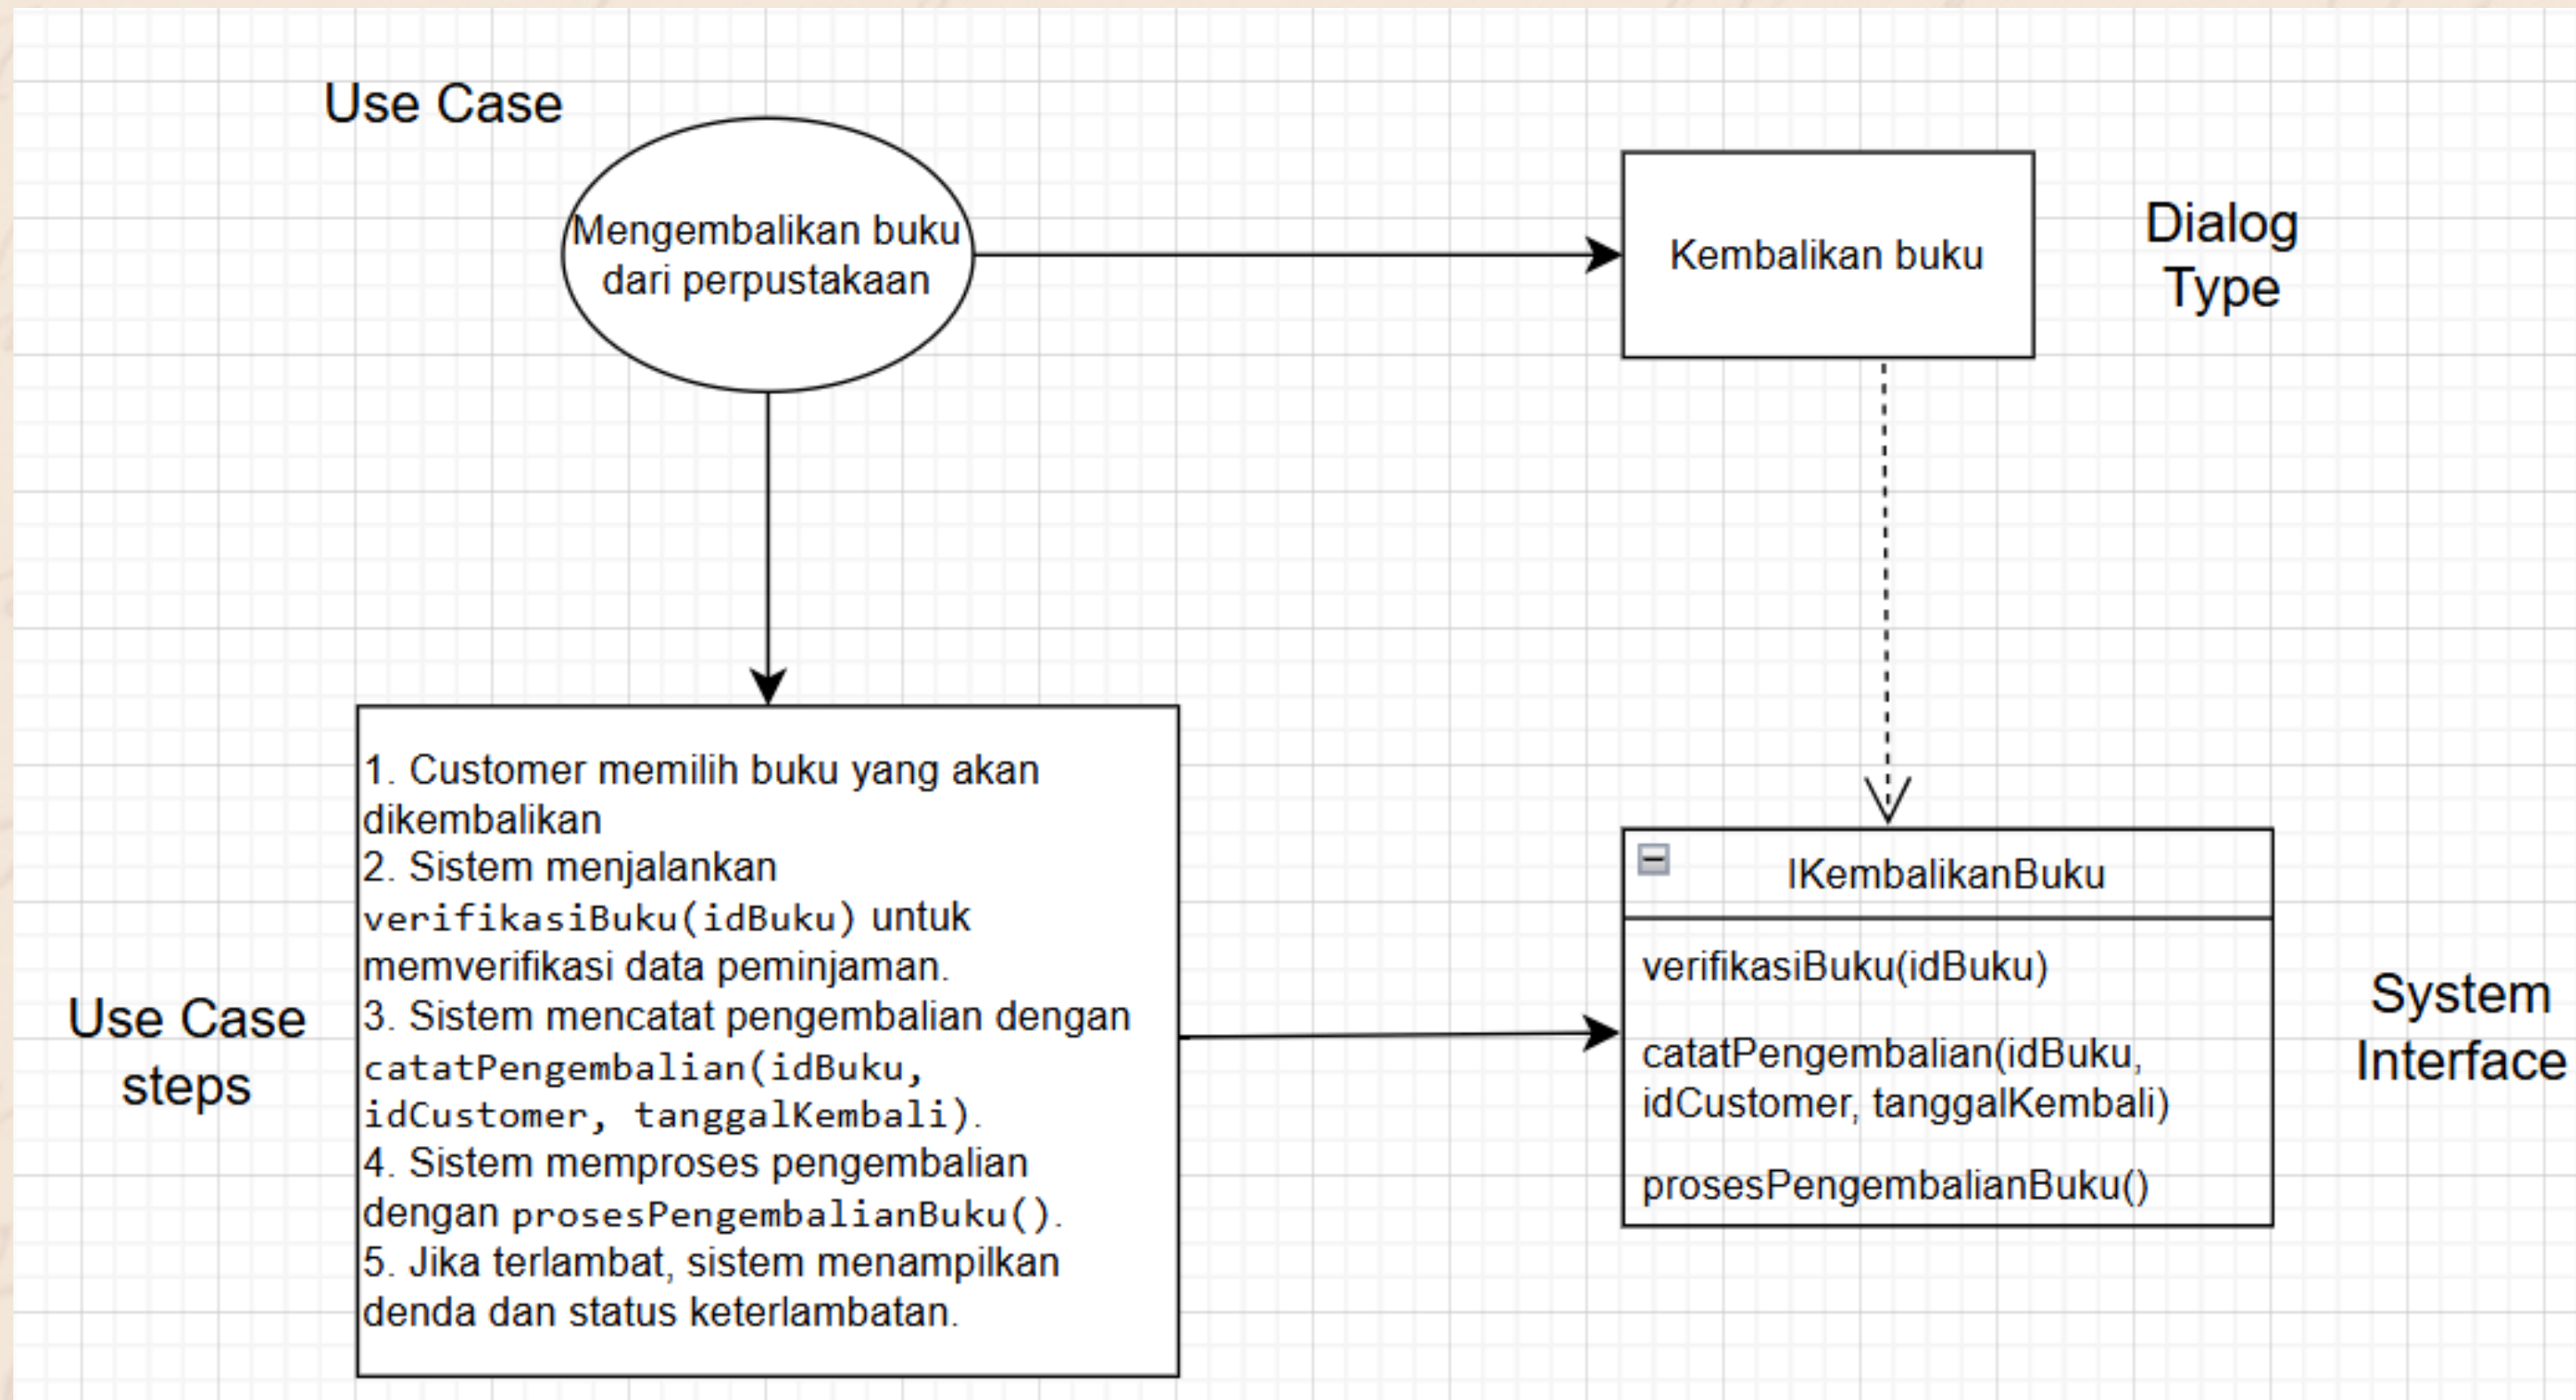 Use Case
Mengembalikan buku
dari perpustakaan
Kembalikan buku
Dialog
Type
Use Case
steps
1. Customer memilih buku yang akan
dikembalikan
2. Sistem menjalankan
verifikasiBuku(idBuku) untuk
memverifikasi data peminjaman.
3. Sistem mencatat pengembalian dengan
catatPengembalian(idBuku,
idCustomer, tanggalKembali).
4. Sistem memproses pengembalian
dengan prosesPengembalianBuku().
5. Jika terlambat, sistem menampilkan
denda dan status keterlambatan.
IKembalikanBuku
verifikasiBuku(idBuku)
catatPengembalian(idBuku,
idCustomer, tanggalKembali)
prosesPengembalianBuku()
System
Interface